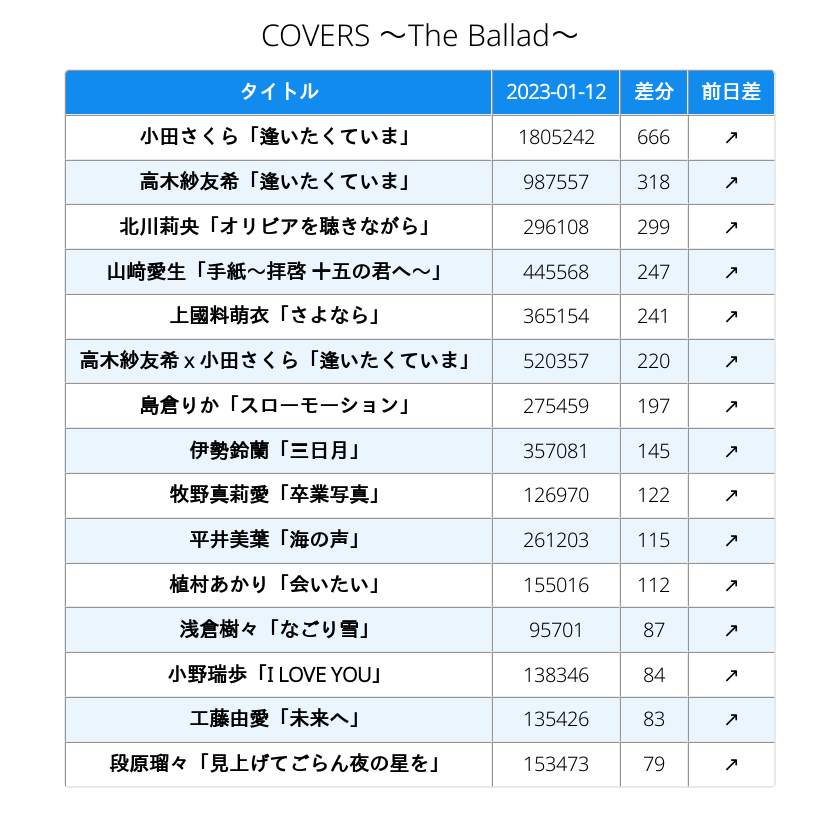 COVERS ～The Ballad～
タイトル 2023-01-12 差分 前日差
小田さくら「逢いたくていま」 1805242 666 ↗
高木紗友希「逢いたくていま」 987557 318 ↗
北川莉央「オリビアを聴きながら」 296108 299 ↗
山﨑愛生「手紙～拝啓 十五の君へ～」 445568 247 ↗
上國料萌衣「さよなら」 365154 241 ↗
高木紗友希 x 小田さくら「逢いたくていま」 520357 220 ↗
島倉りか「スローモーション」 275459 197 ↗
伊勢鈴蘭「三日月」 357081 145 ↗
牧野真莉愛「卒業写真」 126970 122 ↗
平井美葉「海の声」 261203 115 ↗
植村あかり「会いたい」 155016 112 ↗
浅倉樹々「なごり雪」 95701 87 ↗
小野瑞歩「I LOVE YOU」 138346 84 ↗
工藤由愛「未来へ」 135426 83 ↗
段原瑠々「見上げてごらん夜の星を」 153473 79 ↗